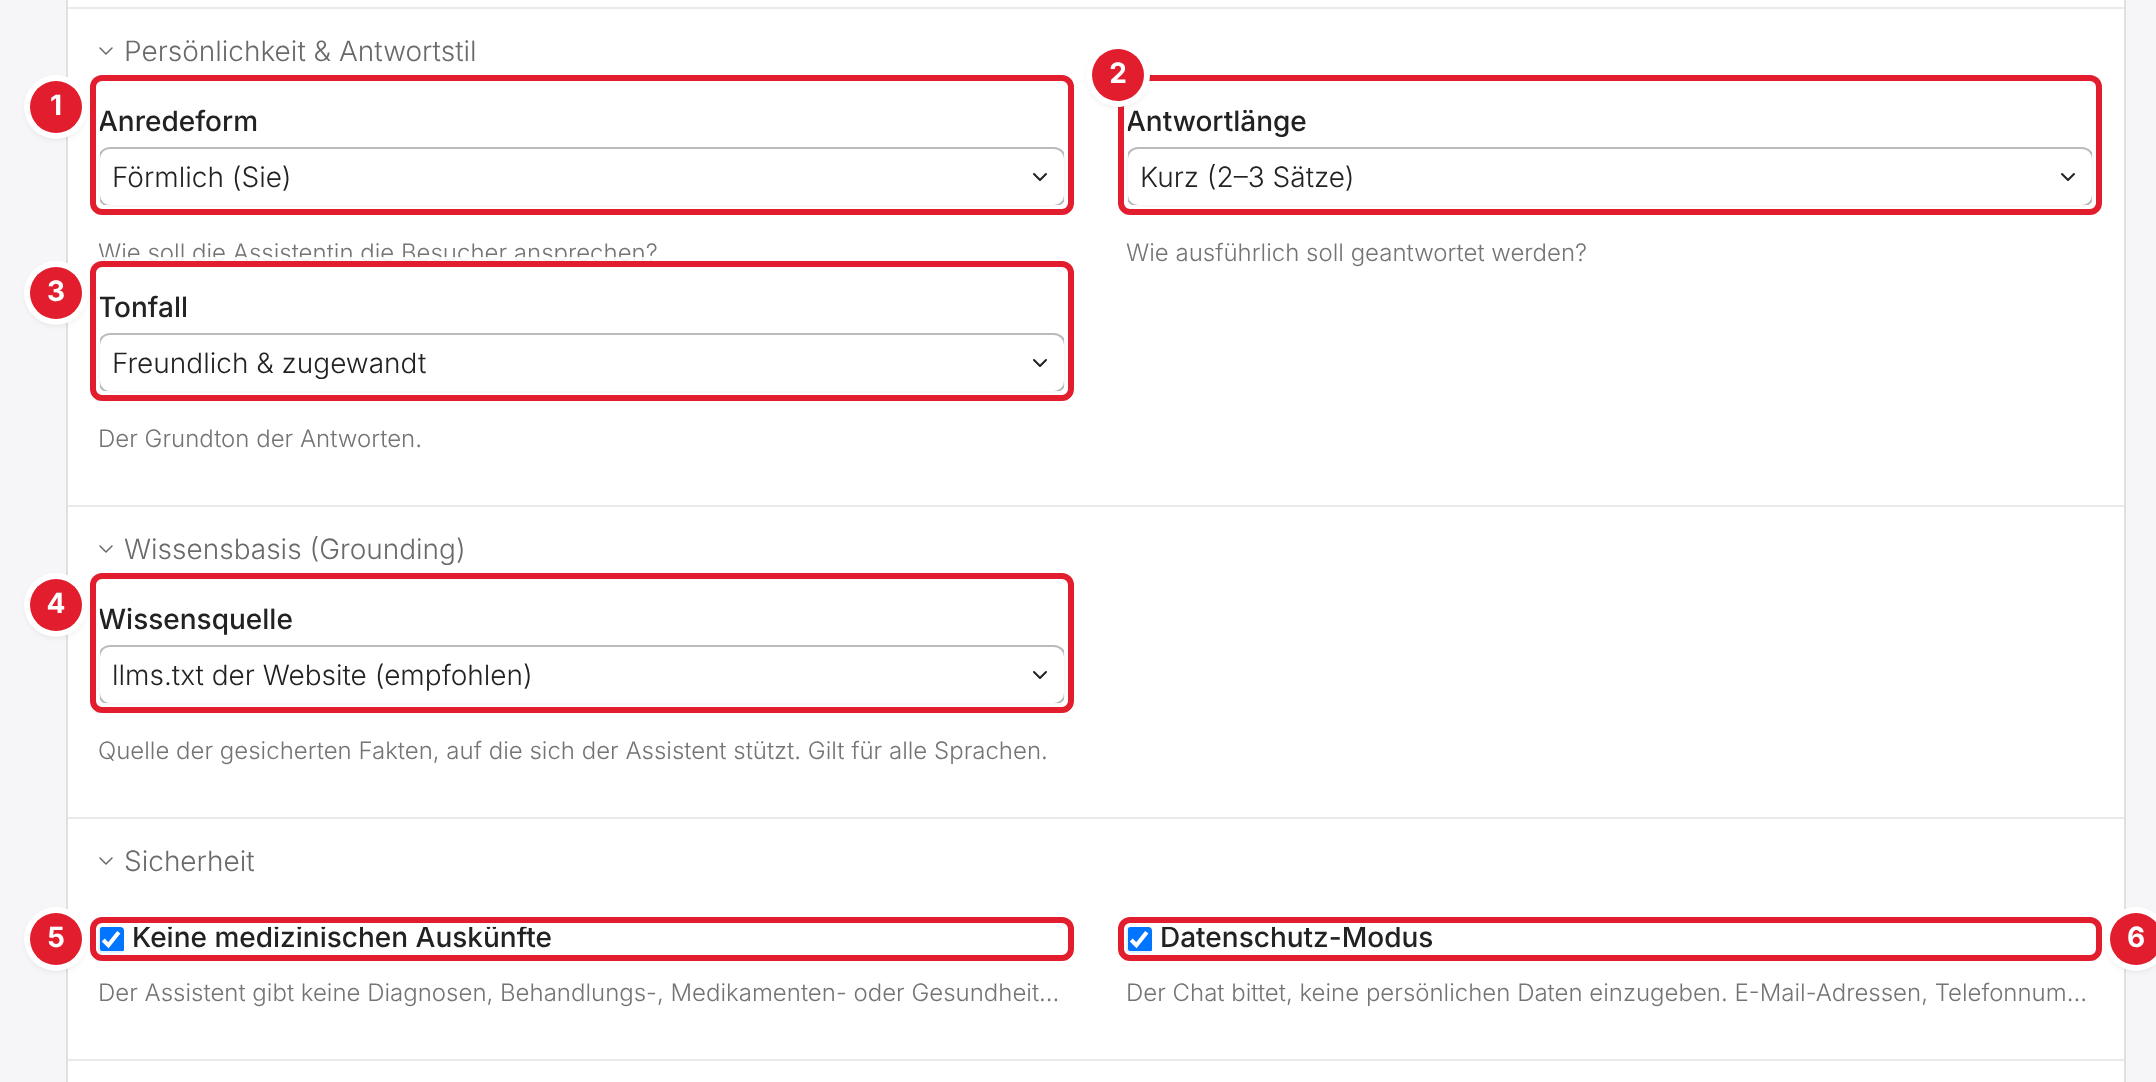 Persönlichkeit & Antwortstil
1
Anredeform
Förmlich (Sie)
Wie soll die Assistentin die Besucher ansprechen?
2
Antwortlänge
Kurz (2–3 Sätze)
Wie ausführlich soll geantwortet werden?
3
Tonfall
Freundlich & zugewandt
Der Grundton der Antworten.
Wissensbasis (Grounding)
4
Wissensquelle
llms.txt der Website (empfohlen)
Quelle der gesicherten Fakten, auf die sich der Assistent stützt. Gilt für alle Sprachen.
Sicherheit
5
Keine medizinischen Auskünfte
Der Assistent gibt keine Diagnosen, Behandlungs-, Medikamenten- oder Gesundheit...
Datenschutz-Modus
6
Der Chat bittet, keine persönlichen Daten einzugeben. E-Mail-Adressen, Telefonnum...